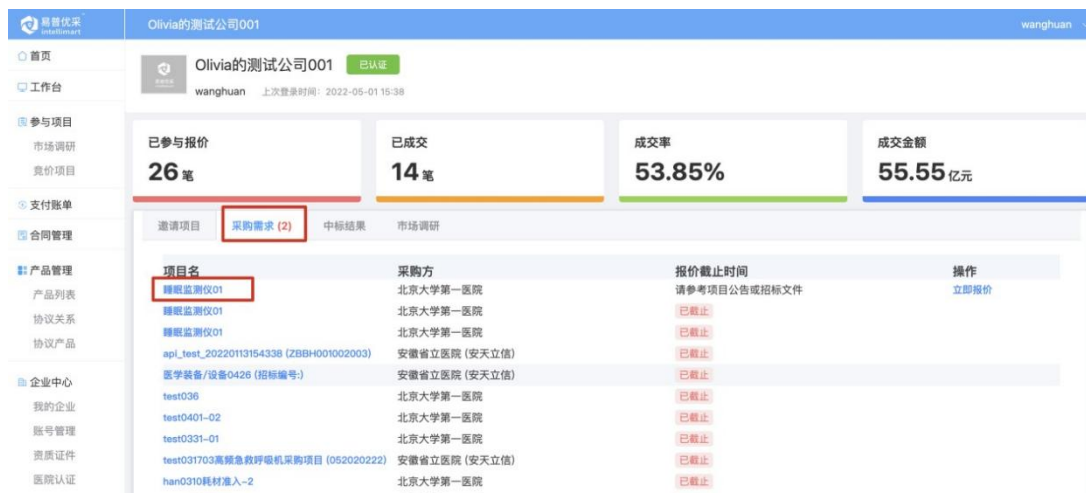 易普优采
intellimart
Olivia的测试公司001
wanghuan
首页
工作台
参与项目
市场调研
竞价项目
支付账单
合同管理
产品管理
产品列表
协议关系
协议产品
企业中心
我的企业
账号管理
资质证件
医院认证
Olivia的测试公司001 已认证
wanghuan 上次登录时间: 2022-05-01 15:38
已参与报价 已成交 成交率 成交金额
26 笔 14 笔 53.85% 55.55 亿元
邀请项目 采购需求 (2) 中标结果 市场调研
项目名 采购方 报价截止时间 操作
睡眠监测仪01 北京大学第一医院 请参考项目公告或招标文件 立即报价
睡眠监测仪01 北京大学第一医院 已截止
睡眠监测仪01 北京大学第一医院 已截止
api_test_20220113154338 (ZBBH001002003) 安徽省立医院 (安天立信) 已截止
医学装备/设备0426 (招标编号:) 安徽省立医院 (安天立信) 已截止
test036 北京大学第一医院 已截止
test0401-02 北京大学第一医院 已截止
test0331-01 北京大学第一医院 已截止
test031703高频急救呼吸机采购项目 (052020222) 安徽省立医院 (安天立信) 已截止
han0310耗材准入-2 北京大学第一医院 已截止